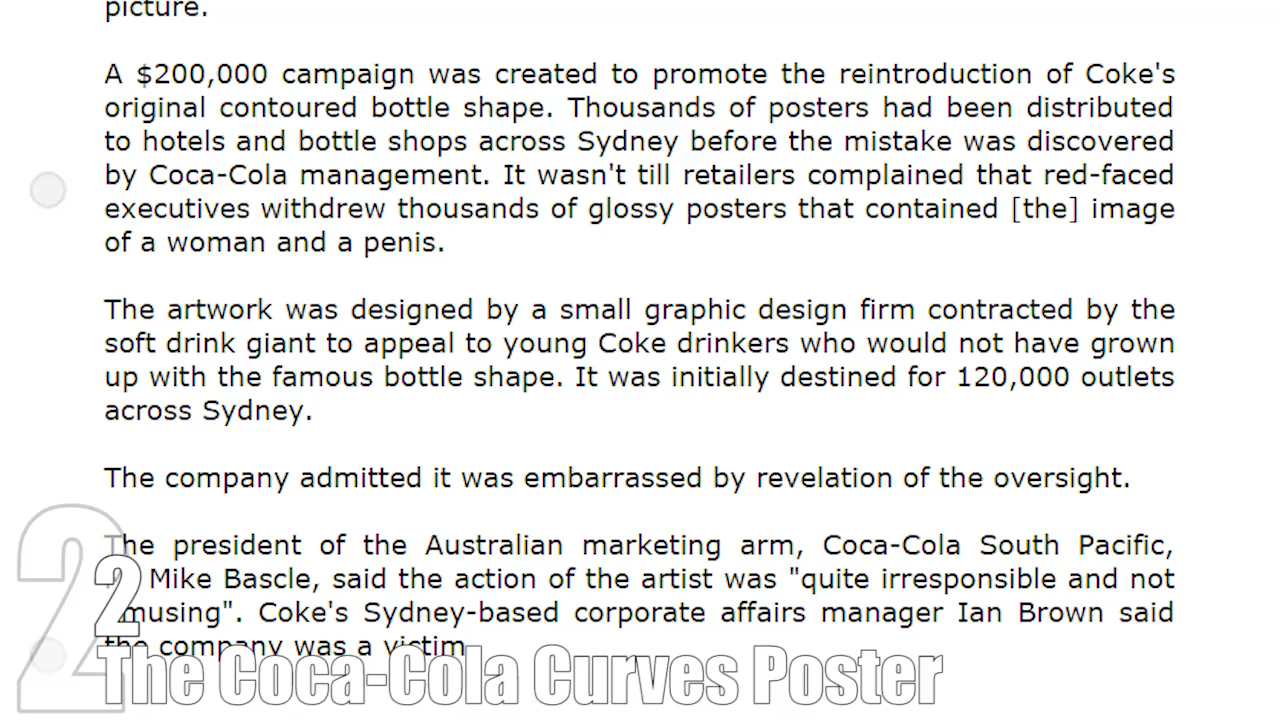 picture.
A $200,000 campaign was created to promote the reintroduction of Coke's
original contoured bottle shape. Thousands of posters had been distributed
to hotels and bottle shops across Sydney before the mistake was discovered
by Coca-Cola management. It wasn't till retailers complained that red-faced
executives withdrew thousands of glossy posters that contained [the] image
of a woman and a penis.
The artwork was designed by a small graphic design firm contracted by the
soft drink giant to appeal to young Coke drinkers who would not have grown
up with the famous bottle shape. It was initially destined for 120,000 outlets
across Sydney.
The company admitted it was embarrassed by revelation of the oversight.
The president of the Australian marketing arm, Coca-Cola South Pacific,
Mike Bascle, said the action of the artist was "quite irresponsible and not
amusing". Coke's Sydney-based corporate affairs manager Ian Brown said
the company was a victim
2
2
The Coca-Cola Curves Poster